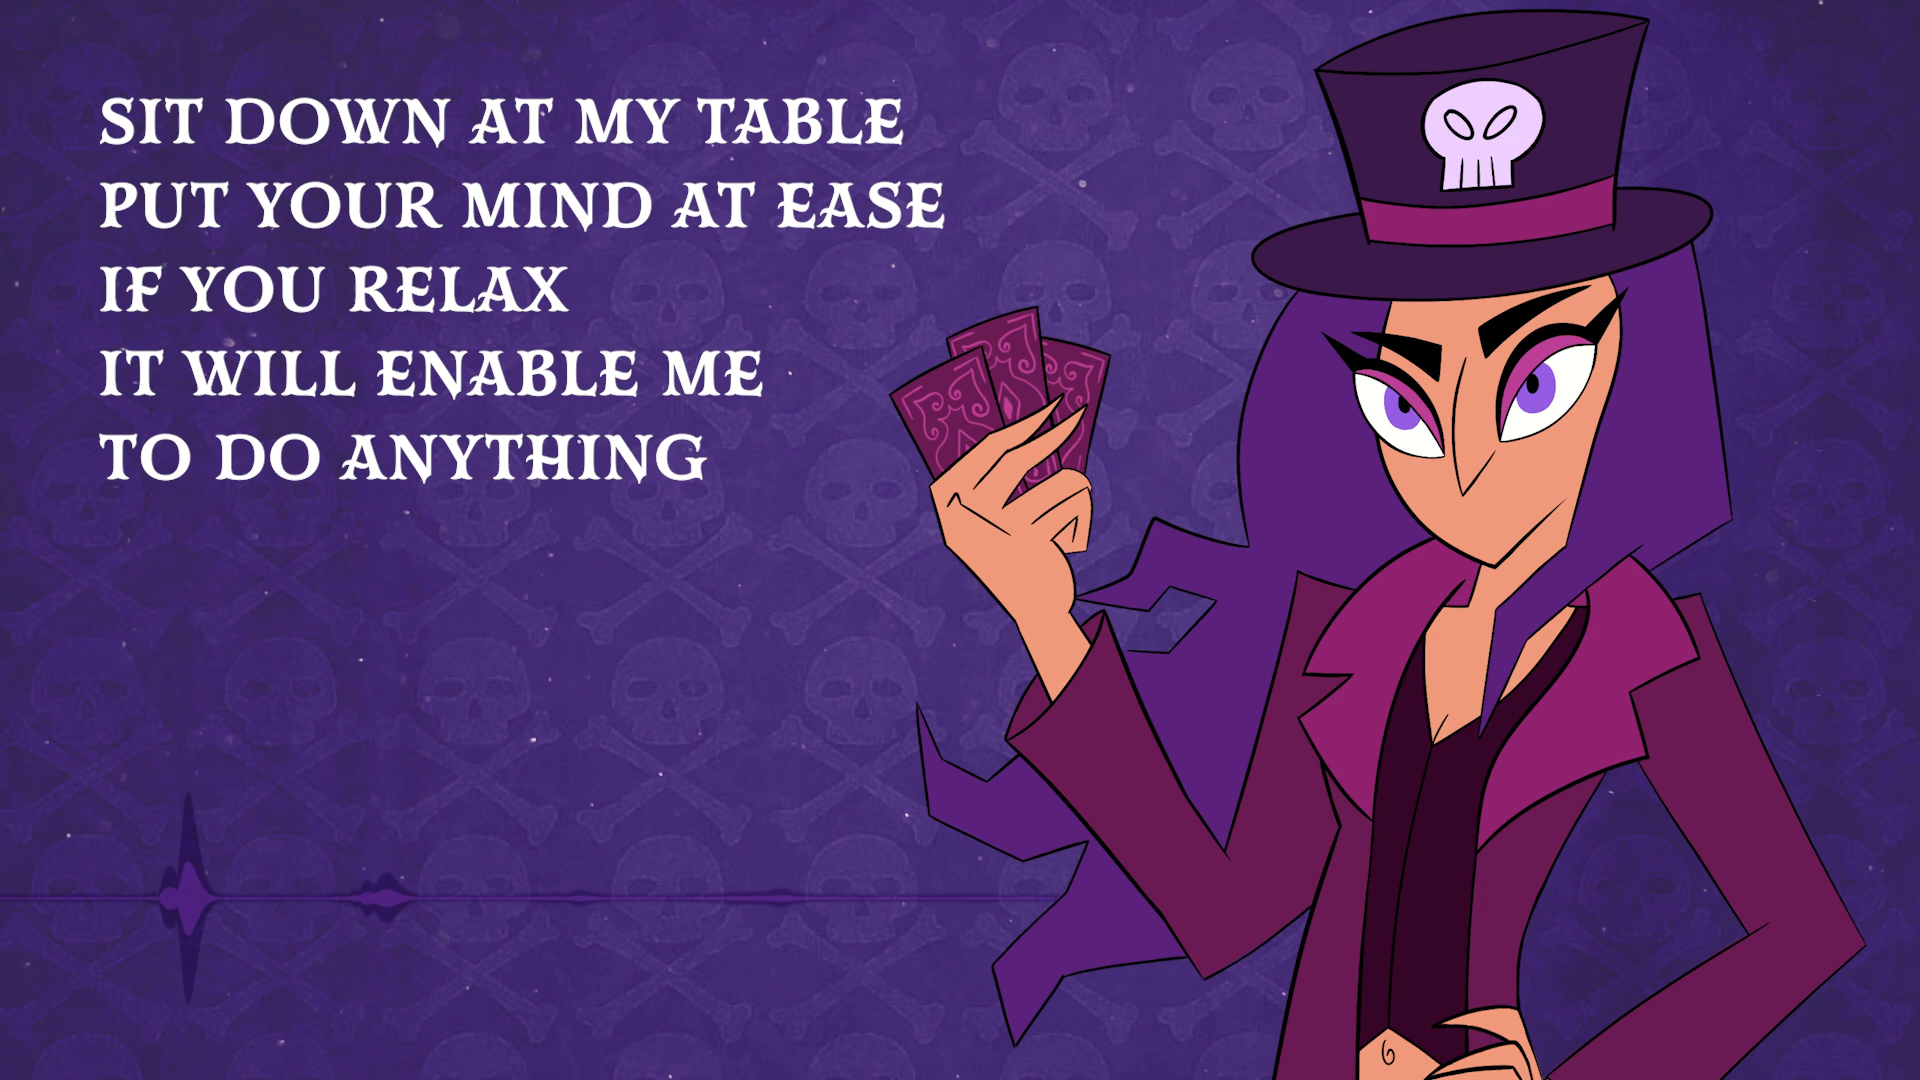 SIT DOWN AT MY TABLE
PUT YOUR MIND AT EASE
IF YOU RELAX
IT WILL ENABLE ME
TO DO ANYTHING